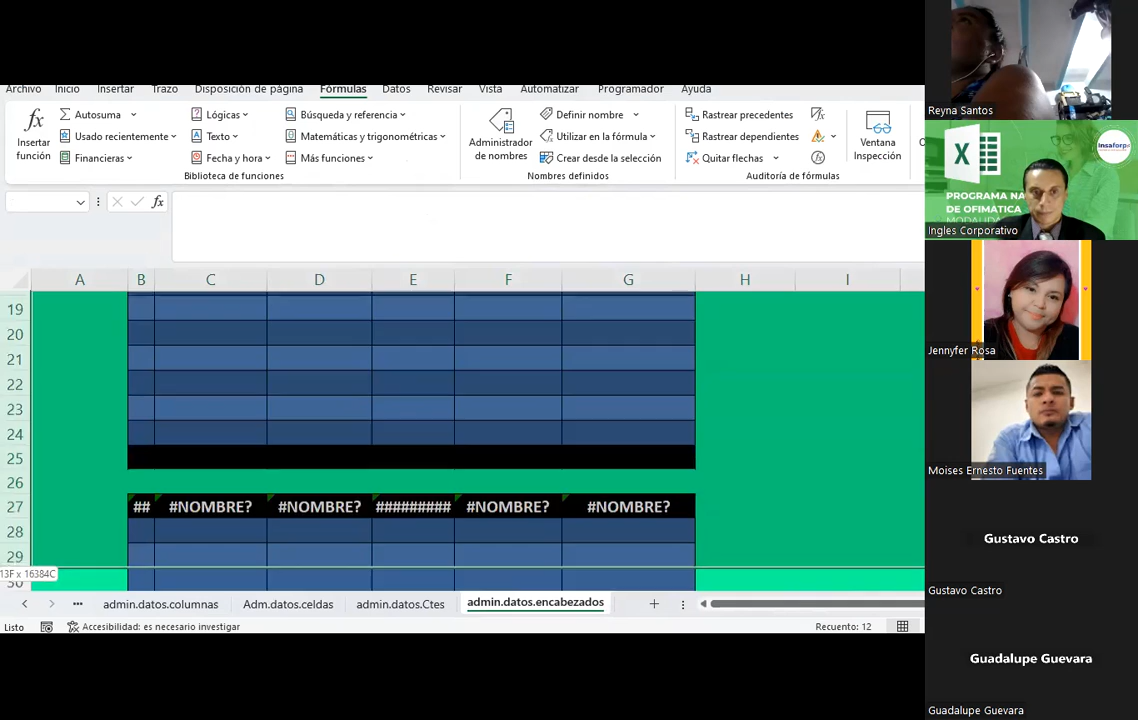 Archivo Inicio Insertar Trazo Disposición de página Fórmulas Datos Revisar Vista Automatizar Programador Ayuda
fx Insertar función
Autosuma
Usado recientemente
Financieras
Lógicas
Texto
Fecha y hora
Búsqueda y referencia
Matemáticas y trigonométricas
Más funciones
Biblioteca de funciones
Administrador de nombres
Definir nombre
Utilizar en la fórmula
Crear desde la selección
Nombres definidos
Rastrear precedentes
Rastrear dependientes
Quitar flechas
Auditoría de fórmulas
Ventana Inspección
fx
A B C D E F G H I
19
20
21
22
23
24
25
26
27 ## #NOMBRE? #NOMBRE? ######### #NOMBRE? #NOMBRE?
28
29
30
13F x 16384C
admin.datos.columnas Adm.datos.celdas admin.datos.Ctes admin.datos.encabezados
Listo Accesibilidad: es necesario investigar Recuento: 12
Reyna Santos
X
insaforp
PROGRAMA NA
DE OFIMÁTICA
Ingles Corporativo
Jennyfer Rosa
Moises Ernesto Fuentes
Gustavo Castro
Gustavo Castro
Guadalupe Guevara
Guadalupe Guevara